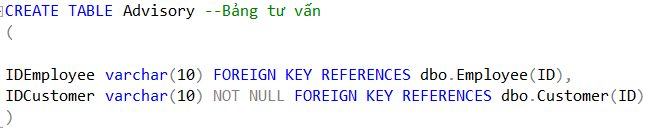 CREATE TABLE Advisory --Bảng tư vấn
(
IDEmployee varchar(10) FOREIGN KEY REFERENCES dbo.Employee(ID),
IDCustomer varchar(10) NOT NULL FOREIGN KEY REFERENCES dbo.Customer(ID)
)